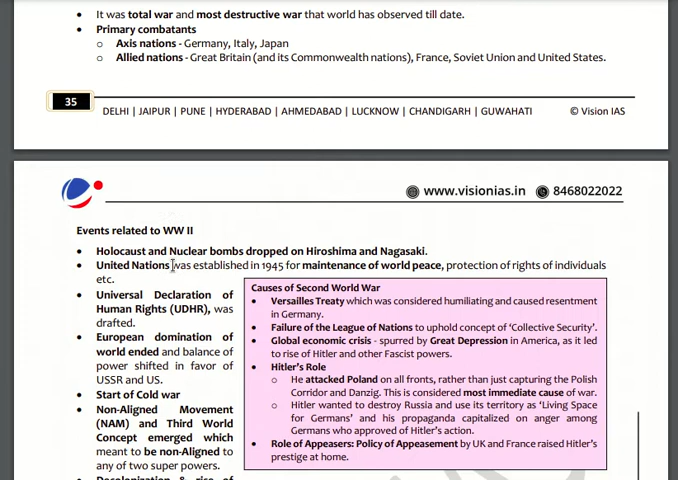 • It was total war and most destructive war that world has observed till date.
• Primary combatants
o Axis nations - Germany, Italy, Japan
o Allied nations - Great Britain (and its Commonwealth nations), France, Soviet Union and United States.
35
DELHI | JAIPUR | PUNE | HYDERABAD | AHMEDABAD | LUCKNOW | CHANDIGARH | GUWAHATI © Vision IAS
www.visionias.in 8468022022
Events related to WW II
• Holocaust and Nuclear bombs dropped on Hiroshima and Nagasaki.
• United Nations was established in 1945 for maintenance of world peace, protection of rights of individuals
etc.
• Universal Declaration of
Human Rights (UDHR), was
drafted.
• European domination of
world ended and balance of
power shifted in favor of
USSR and US.
• Start of Cold war
• Non-Aligned Movement
(NAM) and Third World
Concept emerged which
meant to be non-Aligned to
any of two super powers.
• Decolonization & rise of
Causes of Second World War
• Versailles Treaty which was considered humiliating and caused resentment
in Germany.
• Failure of the League of Nations to uphold concept of ‘Collective Security’.
• Global economic crisis - spurred by Great Depression in America, as it led
to rise of Hitler and other Fascist powers.
• Hitler’s Role
o He attacked Poland on all fronts, rather than just capturing the Polish
Corridor and Danzig. This is considered most immediate cause of war.
o Hitler wanted to destroy Russia and use its territory as ‘Living Space
for Germans’ and his propaganda capitalized on anger among
Germans who approved of Hitler’s action.
• Role of Appeasers: Policy of Appeasement by UK and France raised Hitler’s
prestige at home.